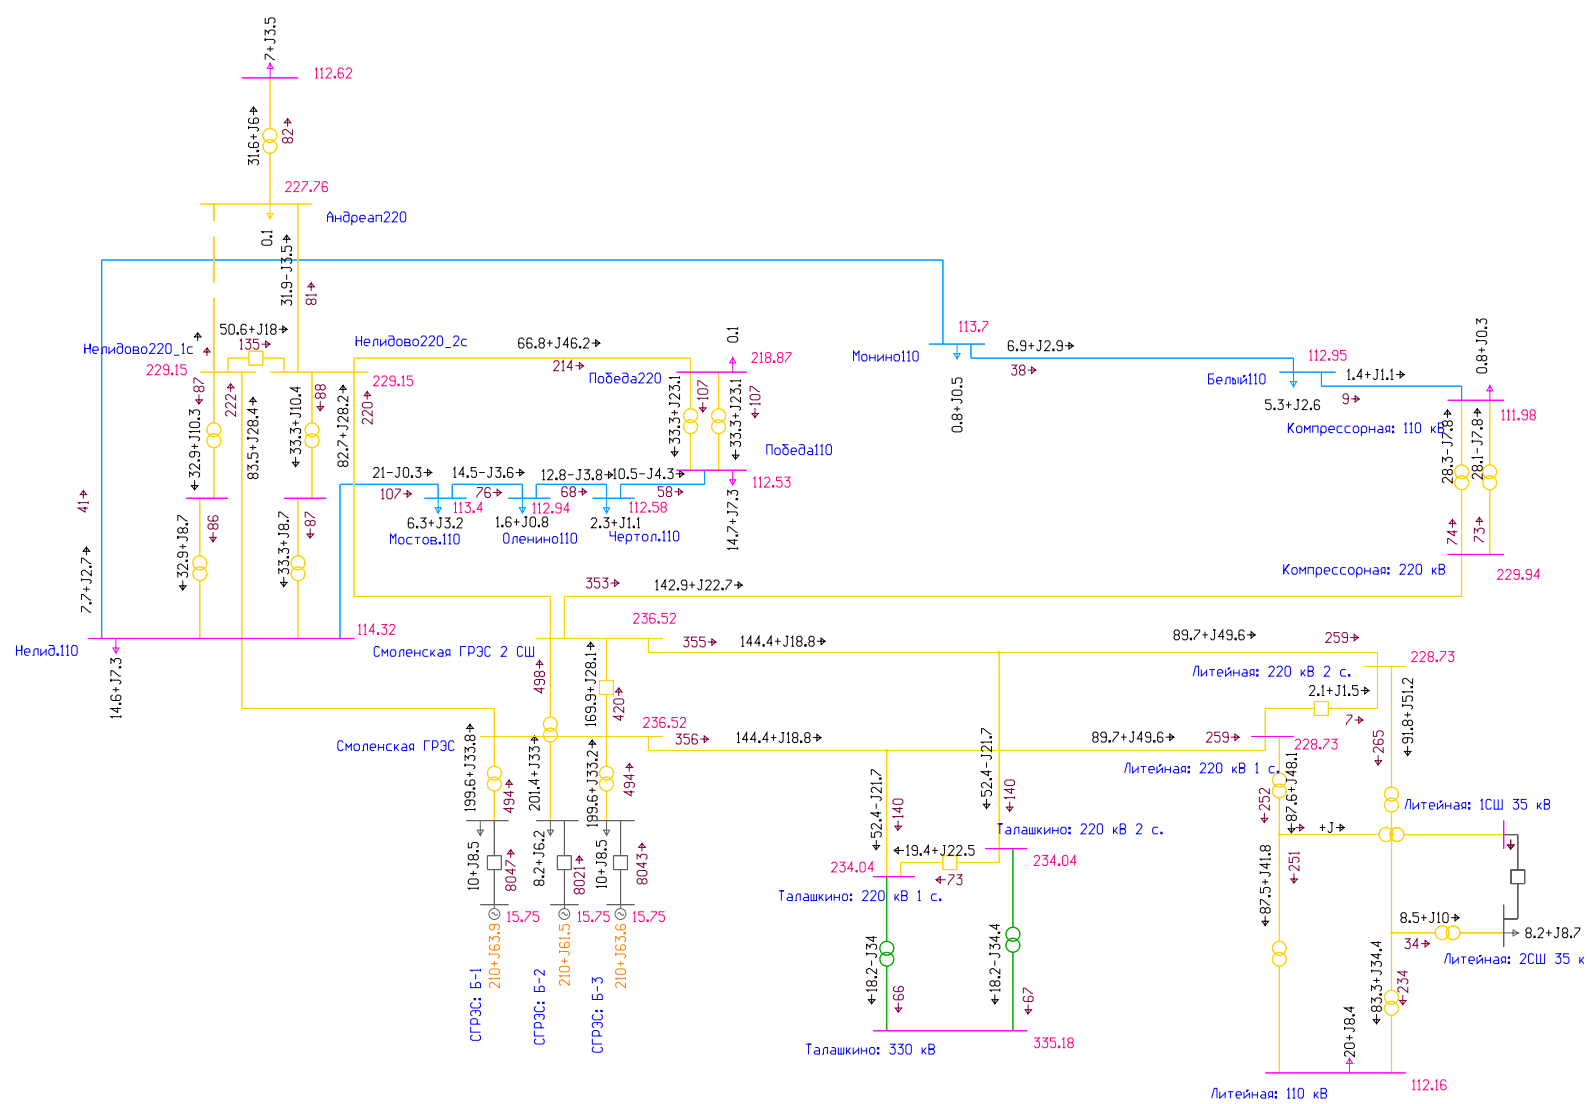 7+J3.5
112.62
31.6+J6
82
227.76
Андреап220
0.1
31.9-J3.5
81
50.6+J18
135
Нелидово220_1с
229.15
Нелидово220_2с
229.15
87
222
88
220
32.9+J10.3
83.5+J28.4
33.3+J10.4
82.7+J28.2
66.8+J46.2
214
0.1
218.87
Победа220
107
107
33.3+J23.1
33.3+J23.1
Победа110
112.53
14.7+J7.3
113.7
Монино110
0.8+J0.5
6.9+J2.9
38
112.95
Белый110
5.3+J2.6
1.4+J1.1
9
0.8+J0.3
111.98
Компрессорная: 110 кВ
28.3-J7.8
28.1-J7.8
74
73
Компрессорная: 220 кВ
229.94
21-J0.3
107
14.5-J3.6
76
12.8-J3.8
68
10.5-J4.3
58
113.4
112.94
112.58
6.3+J3.2
1.6+J0.8
2.3+J1.1
Мостов.110
Оленино110
Чертол.110
41
7.7+J2.7
86
87
32.9+J8.7
33.3+J8.7
114.32
Нелид.110
14.6+J7.3
353
142.9+J22.7
236.52
Смоленская ГРЭС 2 СШ
355
144.4+J18.8
89.7+J49.6
259
228.73
Литейная: 220 кВ 2 с.
498
169.9+J28.1
420
2.1+J1.5
7
236.52
Смоленская ГРЭС
356
144.4+J18.8
89.7+J49.6
259
228.73
Литейная: 220 кВ 1 с.
265
91.8+J51.2
199.6+J33.8
494
201.4+J33
199.6+J33.2
494
52.4-J21.7
140
52.4-J21.7
140
252
87.6+J48.1
+J
Литейная: 1СШ 35 кВ
Талашкино: 220 кВ 2 с.
234.04
19.4+J22.5
73
234.04
Талашкино: 220 кВ 1 с.
10+J8.5
8047
8.2+J6.2
8021
10+J8.5
8043
15.75
15.75
15.75
210+J63.9
210+J61.5
210+J63.6
СГРЭС: Б-1
СГРЭС: Б-2
СГРЭС: Б-3
251
87.5+J41.8
8.5+J10
34
8.2+J8.7
Литейная: 2СШ 35 к
18.2-J34
66
18.2-J34.4
67
83.3+J34.4
234
335.18
Талашкино: 330 кВ
20+J8.4
112.16
Литейная: 110 кВ